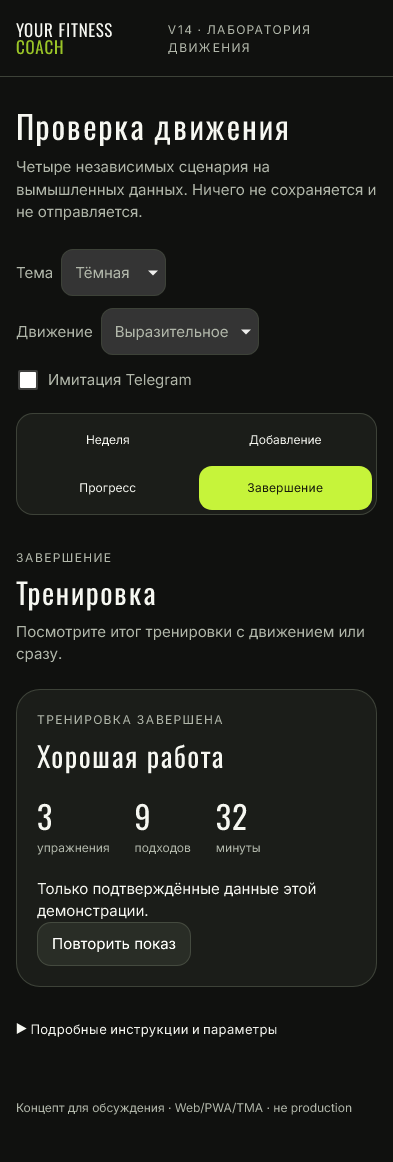 YOUR FITNESS
COACH
V14 · ЛАБОРАТОРИЯ
ДВИЖЕНИЯ
Проверка движения
Четыре независимых сценария на
вымышленных данных. Ничего не сохраняется и
не отправляется.
Тема Тёмная
Движение Выразительное
Имитация Telegram
Неделя Добавление
Прогресс Завершение
ЗАВЕРШЕНИЕ
Тренировка
Посмотрите итог тренировки с движением или
сразу.
ТРЕНИРОВКА ЗАВЕРШЕНА
Хорошая работа
3 9 32
упражнения подходов минуты
Только подтверждённые данные этой
демонстрации.
Повторить показ
Подробные инструкции и параметры
Концепт для обсуждения · Web/PWA/TMA · не production